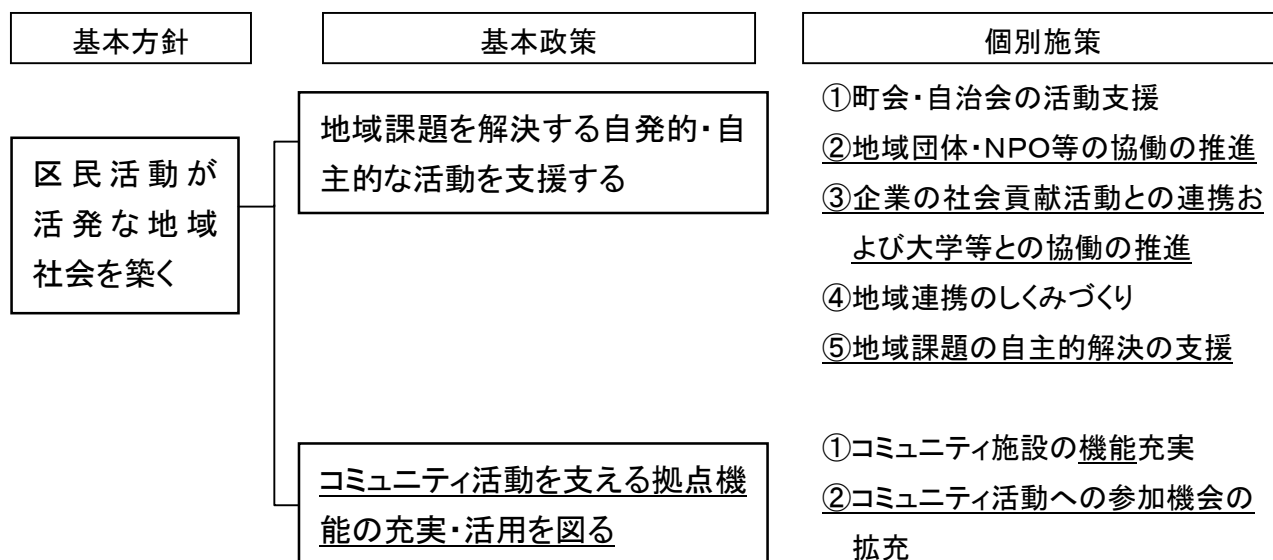 基本方針
基本政策
個別施策
区民活動が
活発な地域
社会を築く
地域課題を解決する自発的・自
主的な活動を支援する
①町会・自治会の活動支援
②地域団体・NPO等の協働の推進
③企業の社会貢献活動との連携お
よび大学等との協働の推進
④地域連携のしくみづくり
⑤地域課題の自主的解決の支援
コミュニティ活動を支える拠点機
能の充実・活用を図る
①コミュニティ施設の機能充実
②コミュニティ活動への参加機会の
拡充